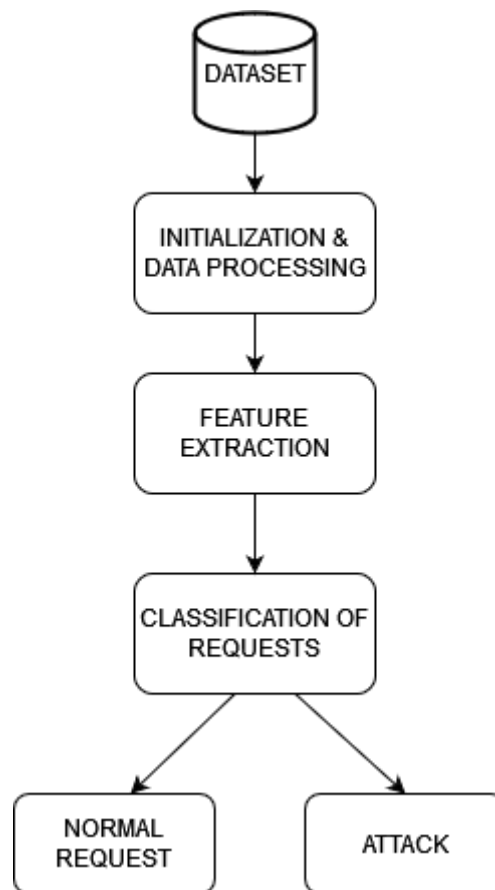 DATASET
INITIALIZATION &
DATA PROCESSING
FEATURE
EXTRACTION
CLASSIFICATION OF
REQUESTS
NORMAL
REQUEST
ATTACK